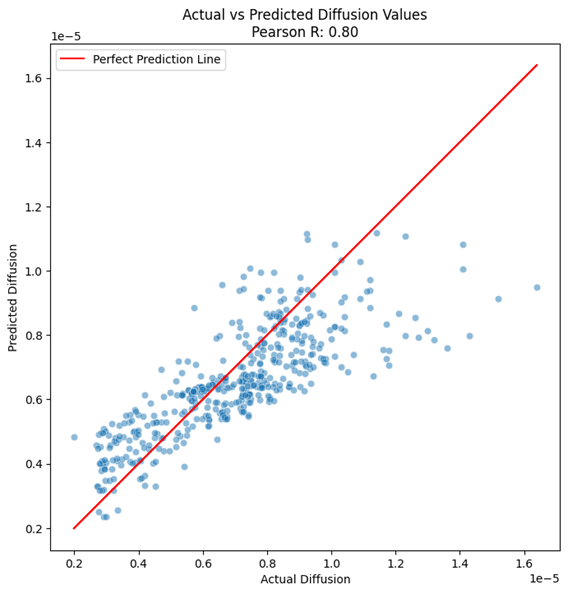 Actual vs Predicted Diffusion Values
Pearson R: 0.80
1e−5
Perfect Prediction Line
1.6
1.4
1.2
1.0
0.8
0.6
0.4
0.2
Predicted Diffusion
0.2 0.4 0.6 0.8 1.0 1.2 1.4 1.6
Actual Diffusion
1e−5